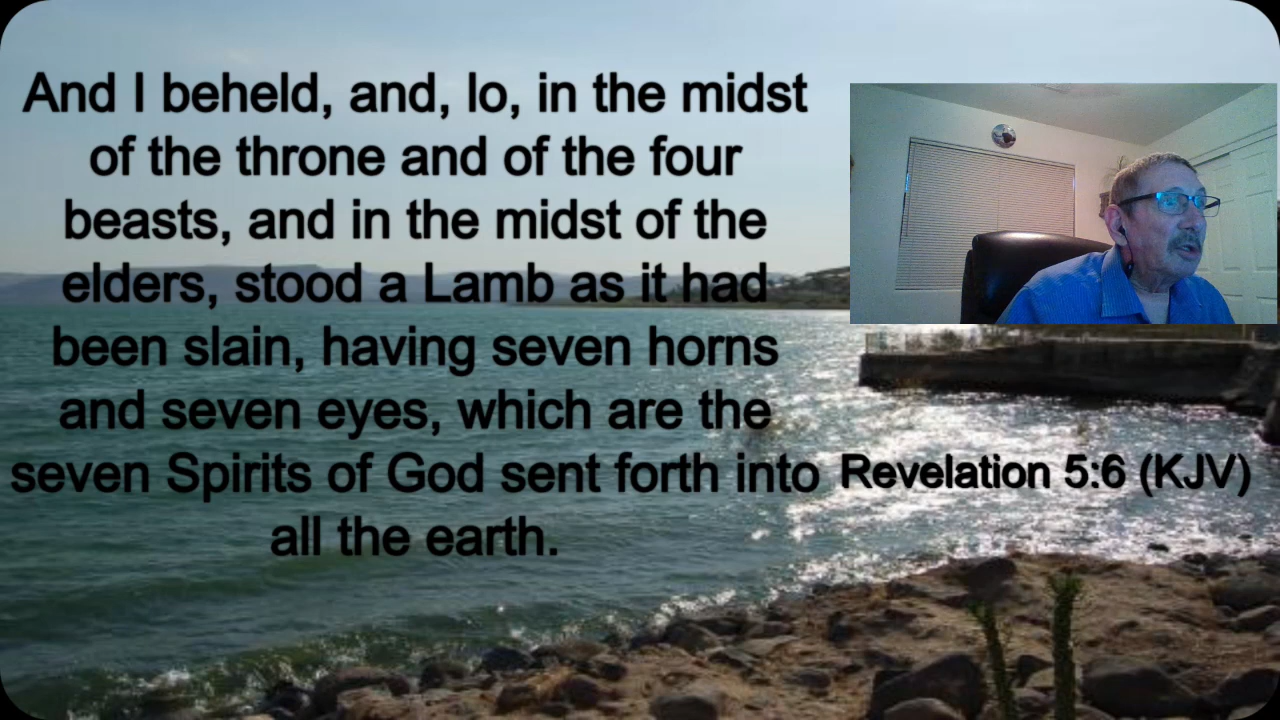 And I beheld, and, lo, in the midst
of the throne and of the four
beasts, and in the midst of the
elders, stood a Lamb as it had
been slain, having seven horns
and seven eyes, which are the
seven Spirits of God sent forth into
all the earth.
Revelation 5:6 (KJV)